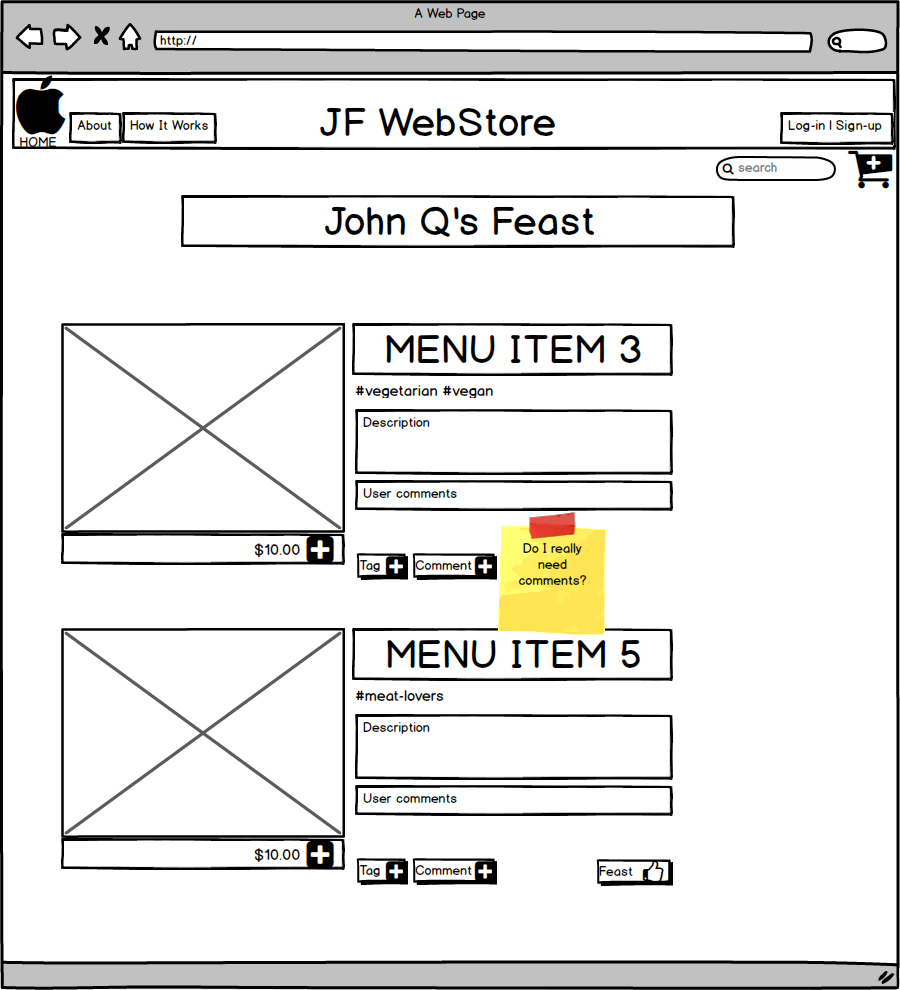 A Web Page
http://
HOME
About
How It Works
JF WebStore
Log-in | Sign-up
search
John Q's Feast
MENU ITEM 3
#vegetarian #vegan
Description
User comments
$10.00
Tag
Comment
Do I really
need
comments?
MENU ITEM 5
#meat-lovers
Description
User comments
$10.00
Tag
Comment
Feast